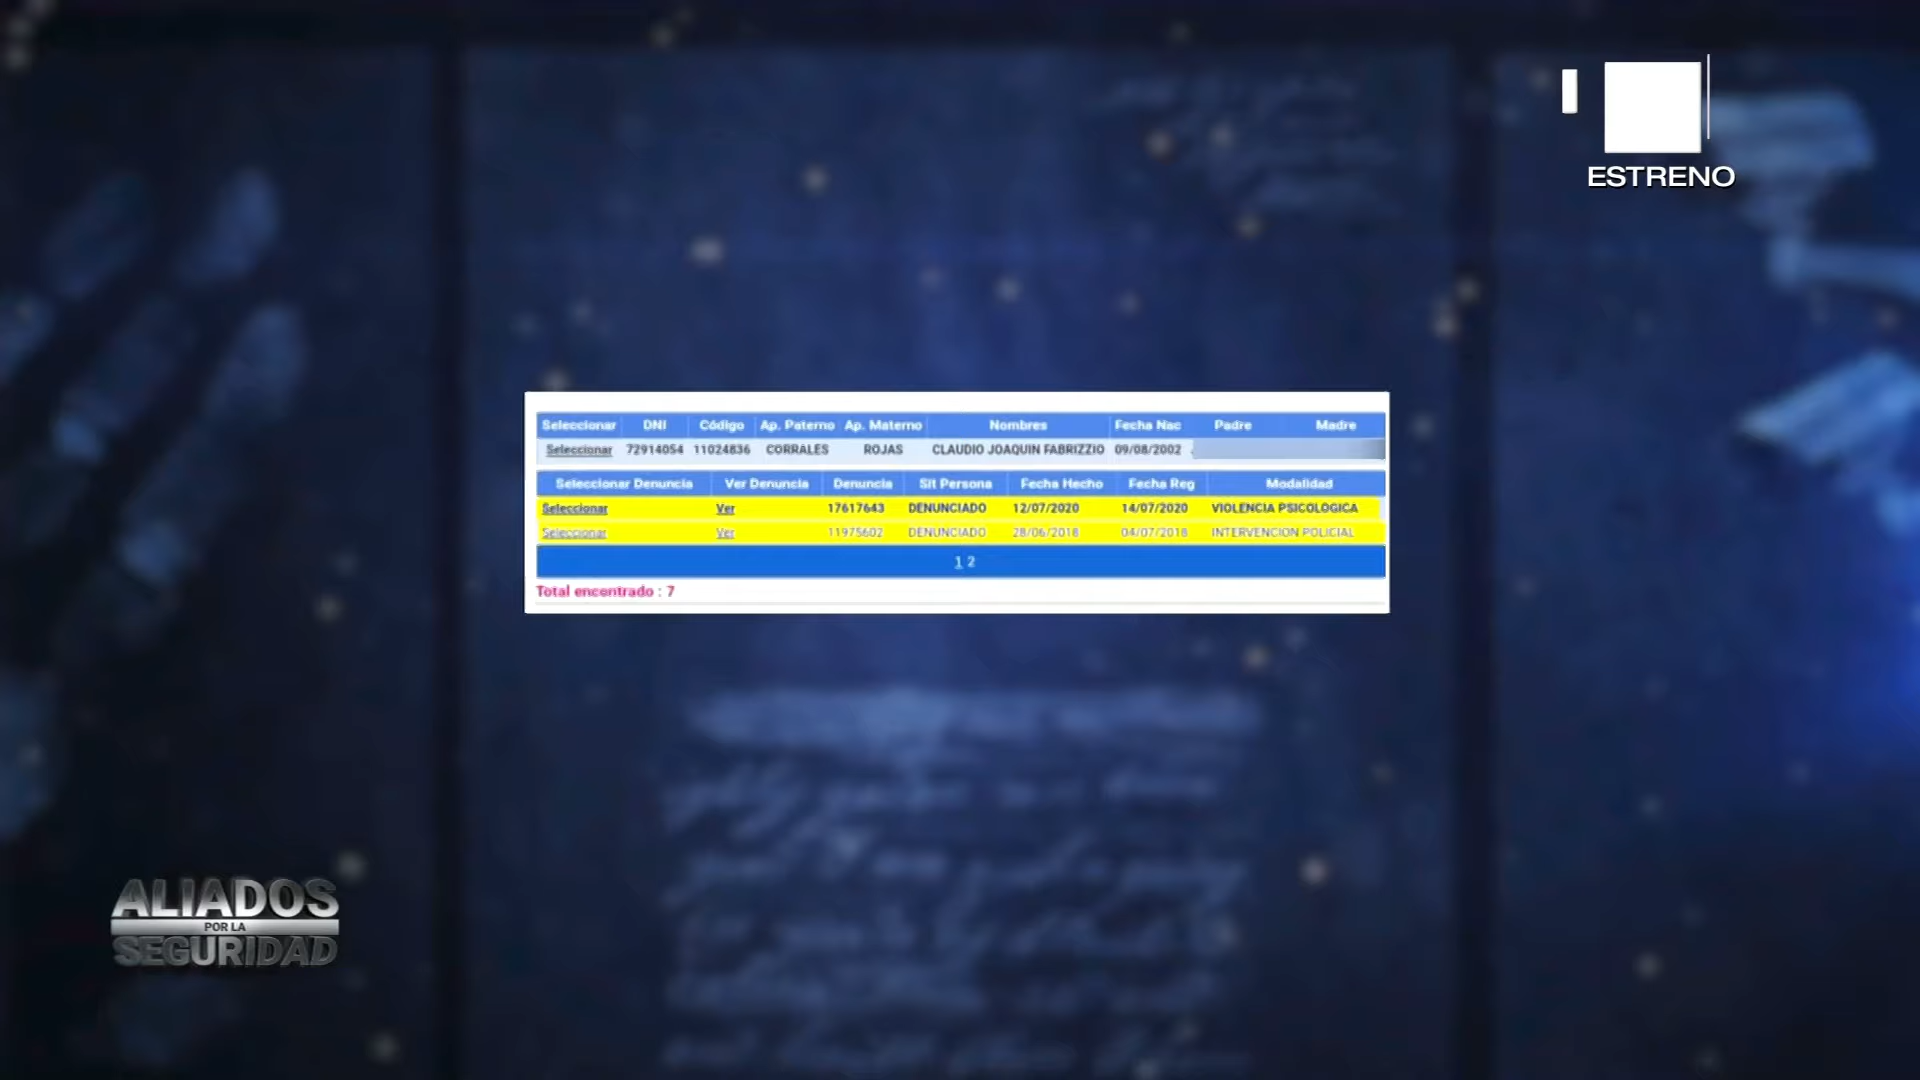 ESTRENO
Seleccionar DNI Código Ap. Paterno Ap. Materno Nombres Fecha Nac Padre Madre
Seleccionar 72914054 11024836 CORRALES ROJAS CLAUDIO JOAQUIN FABRIZZIO 09/08/2002
Seleccionar Denuncia Ver Denuncia Denuncia Sit Persona Fecha Hecho Fecha Reg Modalidad
Seleccionar Ver 17617643 DENUNCIADO 12/07/2020 14/07/2020 VIOLENCIA PSICOLOGICA
Seleccionar Ver 11975602 DENUNCIADO 28/06/2018 04/07/2018 INTERVENCION POLICIAL
1 2
Total encontrado : 7
ALIADOS
POR LA
SEGURIDAD